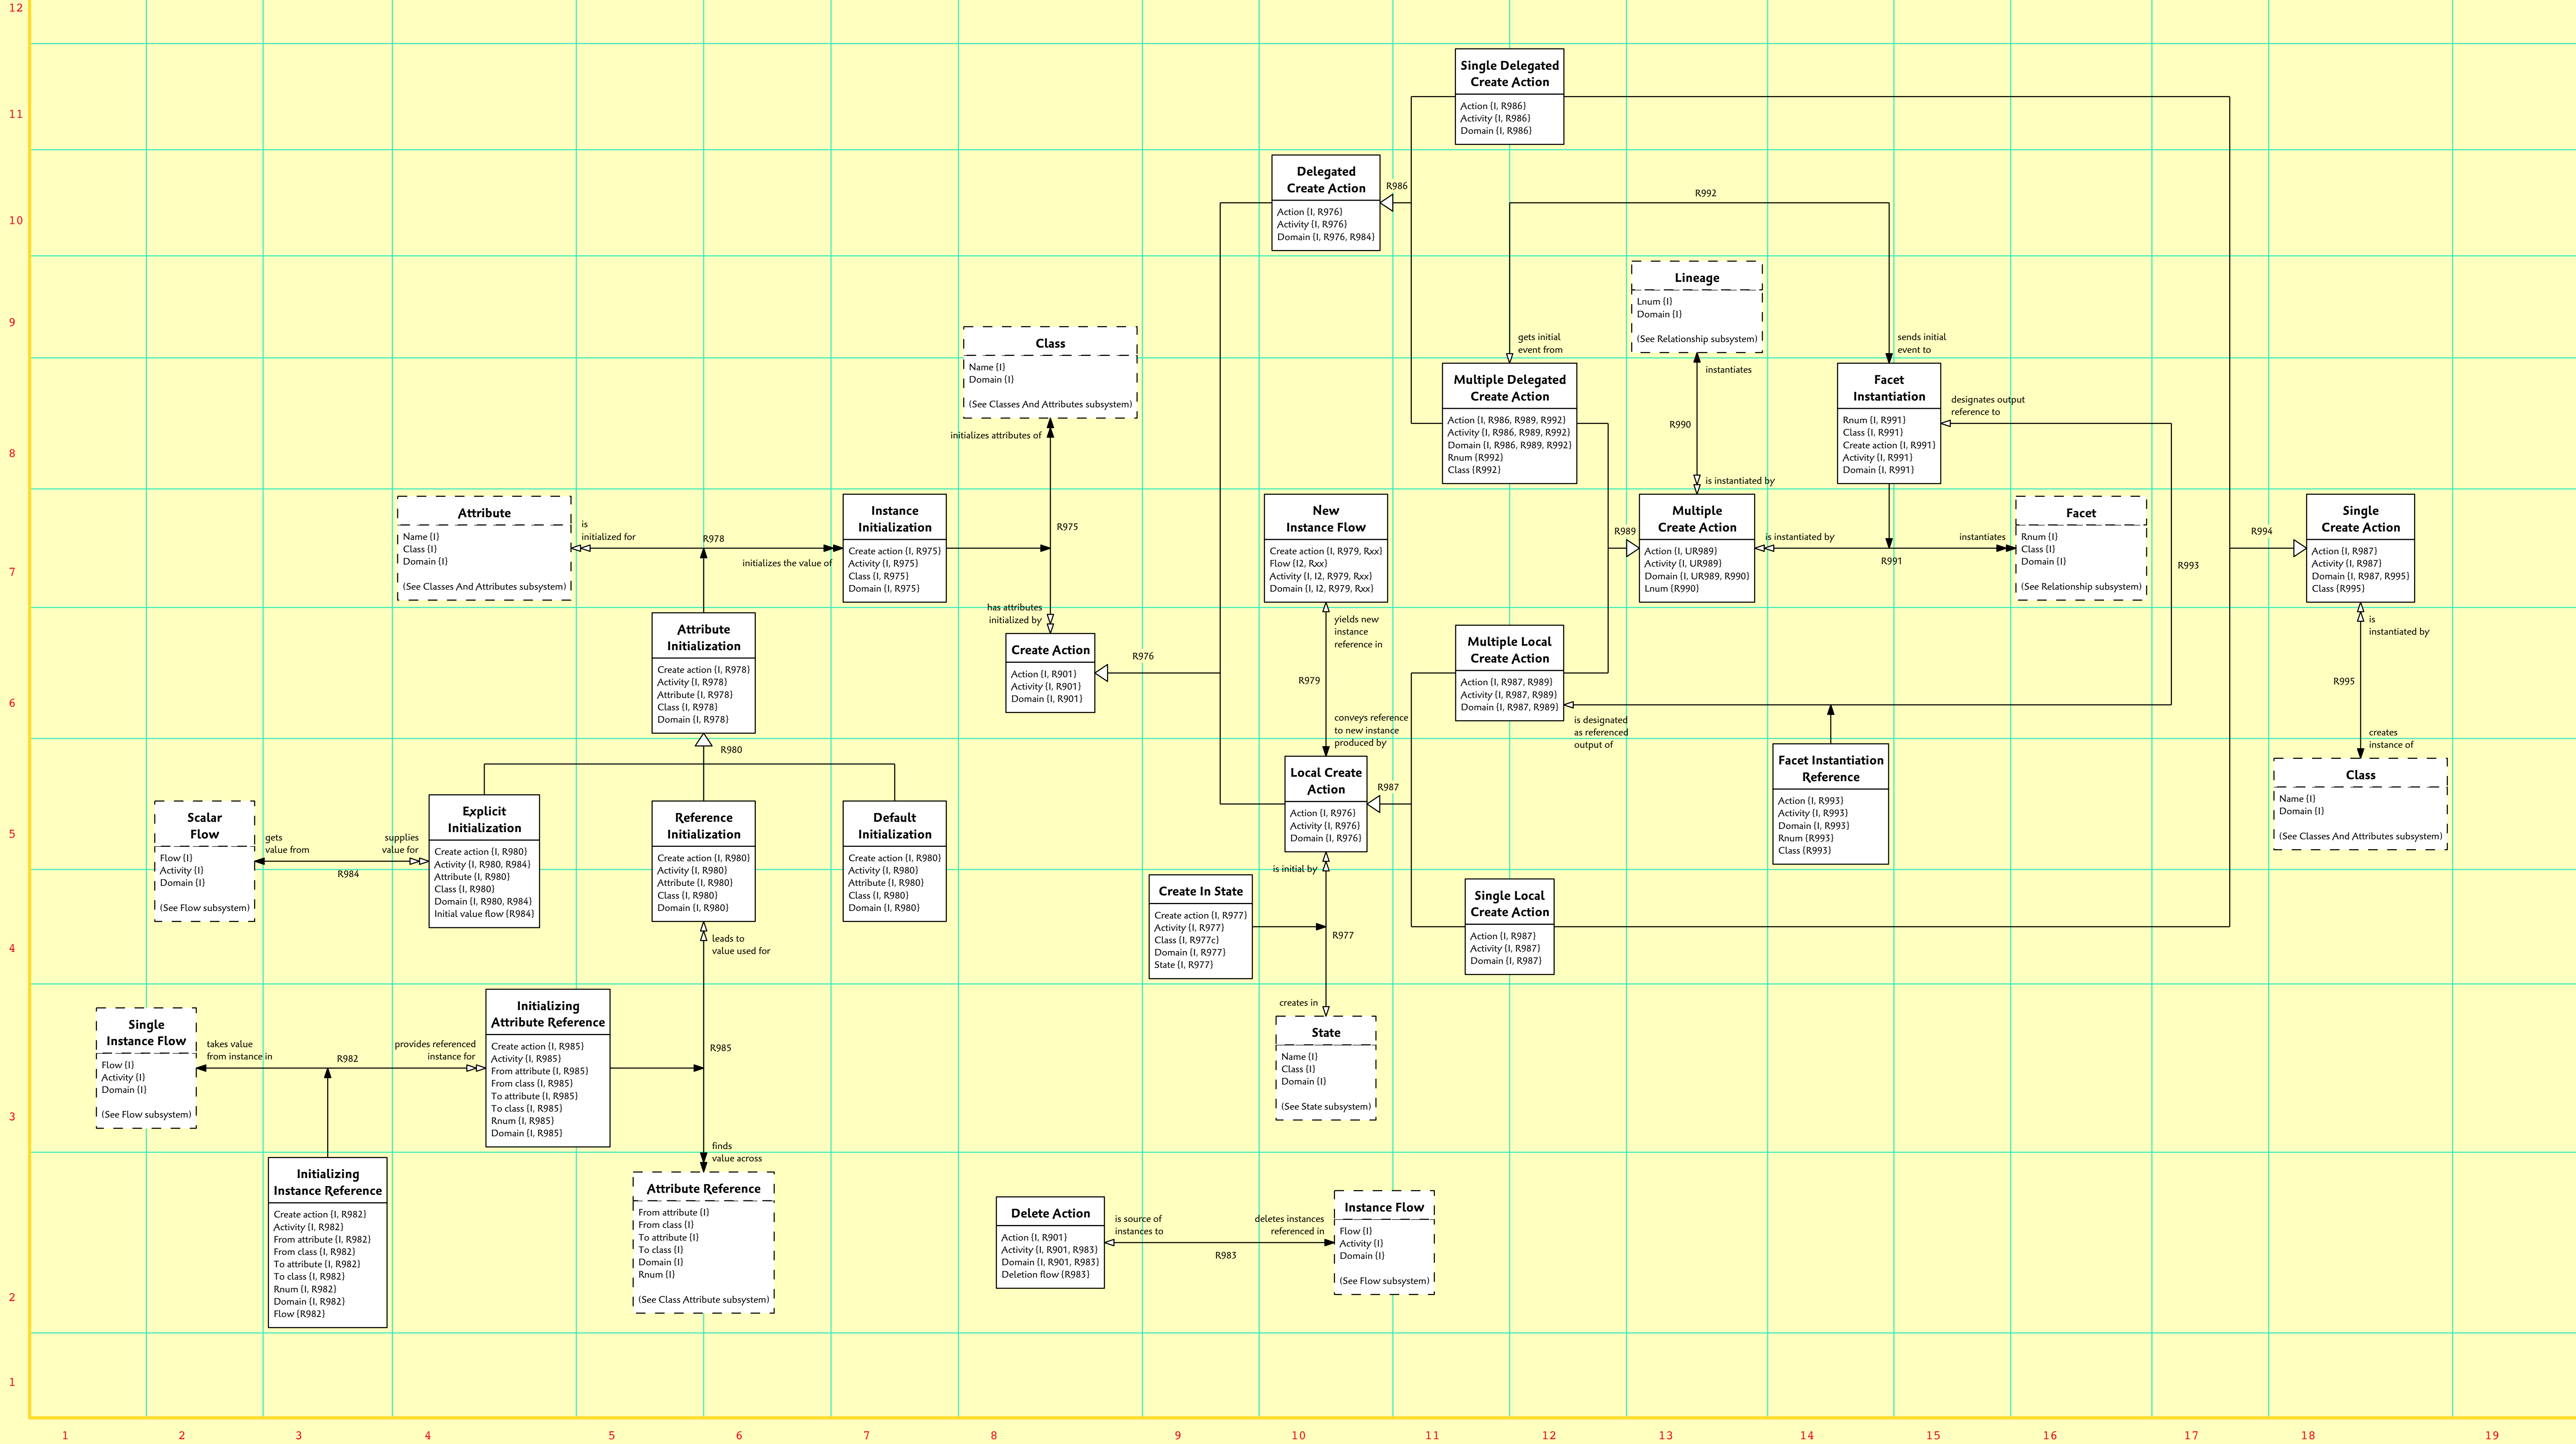 12
11
10
9
8
7
6
5
4
3
2
1
Single Delegated
Create Action
Action {I, R986}
Activity {I, R986}
Domain {I, R986}
Delegated
Create Action
Action {I, R976}
Activity {I, R976}
Domain {I, R976, R984}
R986
R992
Lineage
Lnum {I}
Domain {I}
(See Relationship subsystem)
gets initial
event from
sends initial
event to
Class
Name {I}
Domain {I}
(See Classes And Attributes subsystem)
initializes attributes of
R975
has attributes
initialized by
Multiple Delegated
Create Action
Action {I, R986, R989, R992}
Activity {I, R986, R989, R992}
Domain {I, R986, R989, R992}
Rnum {R992}
Class {R992}
instantiates
R990
is instantiated by
Facet
Instantiation
Rnum {I, R991}
Class {I, R991}
Create action {I, R991}
Activity {I, R991}
Domain {I, R991}
designates output
reference to
Attribute
Name {I}
Class {I}
Domain {I}
(See Classes And Attributes subsystem)
is
initialized for
R978
initializes the value of
Instance
Initialization
Create action {I, R975}
Activity {I, R975}
Class {I, R975}
Domain {I, R975}
New
Instance Flow
Create action {I, R979, Rxx}
Flow {I2, Rxx}
Activity {I, I2, R979, Rxx}
Domain {I, I2, R979, Rxx}
R989
Multiple
Create Action
Action {I, UR989}
Activity {I, UR989}
Domain {I, UR989, R990}
Lnum {R990}
is instantiated by
R991
instantiates
Facet
Rnum {I}
Class {I}
Domain {I}
(See Relationship subsystem)
R993
R994
Single
Create Action
Action {I, R987}
Activity {I, R987}
Domain {I, R987, R995}
Class {R995}
Attribute
Initialization
Create action {I, R978}
Activity {I, R978}
Attribute {I, R978}
Class {I, R978}
Domain {I, R978}
R980
Create Action
Action {I, R901}
Activity {I, R901}
Domain {I, R901}
R976
yields new
instance
reference in
R979
conveys reference
to new instance
produced by
Multiple Local
Create Action
Action {I, R987, R989}
Activity {I, R987, R989}
Domain {I, R987, R989}
is designated
as referenced
output of
is
instantiated by
R995
creates
instance of
Scalar
Flow
Flow {I}
Activity {I}
Domain {I}
(See Flow subsystem)
gets
value from
R984
supplies
value for
Explicit
Initialization
Create action {I, R980}
Activity {I, R980, R984}
Attribute {I, R980}
Class {I, R980}
Domain {I, R980, R984}
Initial value flow {R984}
Reference
Initialization
Create action {I, R980}
Activity {I, R980}
Attribute {I, R980}
Class {I, R980}
Domain {I, R980}
Default
Initialization
Create action {I, R980}
Activity {I, R980}
Attribute {I, R980}
Class {I, R980}
Domain {I, R980}
Local Create
Action
Action {I, R976}
Activity {I, R976}
Domain {I, R976}
R987
Facet Instantiation
Reference
Action {I, R993}
Activity {I, R993}
Domain {I, R993}
Rnum {R993}
Class {R993}
Class
Name {I}
Domain {I}
(See Classes And Attributes subsystem)
is initial by
Create In State
Create action {I, R977}
Activity {I, R977}
Class {I, R977c}
Domain {I, R977}
State {I, R977}
R977
creates in
Single Local
Create Action
Action {I, R987}
Activity {I, R987}
Domain {I, R987}
leads to
value used for
R985
finds
value across
Single
Instance Flow
Flow {I}
Activity {I}
Domain {I}
(See Flow subsystem)
takes value
from instance in
R982
provides referenced
instance for
Initializing
Attribute Reference
Create action {I, R985}
Activity {I, R985}
From attribute {I, R985}
From class {I, R985}
To attribute {I, R985}
To class {I, R985}
Rnum {I, R985}
Domain {I, R985}
State
Name {I}
Class {I}
Domain {I}
(See State subsystem)
Initializing
Instance Reference
Create action {I, R982}
Activity {I, R982}
From attribute {I, R982}
From class {I, R982}
To attribute {I, R982}
To class {I, R982}
Rnum {I, R982}
Domain {I, R982}
Flow {R982}
Attribute Reference
From attribute {I}
From class {I}
To attribute {I}
To class {I}
Domain {I}
Rnum {I}
(See Class Attribute subsystem)
Delete Action
Action {I, R901}
Activity {I, R901, R983}
Domain {I, R901, R983}
Deletion flow {R983}
is source of
instances to
R983
deletes instances
referenced in
Instance Flow
Flow {I}
Activity {I}
Domain {I}
(See Flow subsystem)
1 2 3 4 5 6 7 8 9 10 11 12 13 14 15 16 17 18 19